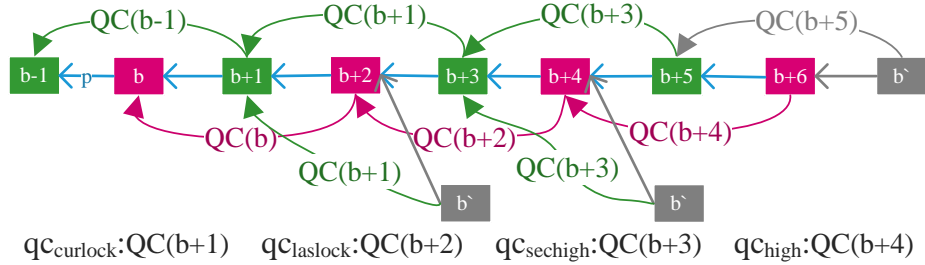 QC(b-1) QC(b+1) QC(b+3) QC(b+5)
b-1 p b b+1 b+2 b+3 b+4 b+5 b+6 b`
QC(b) QC(b+2) QC(b+4)
QC(b+1) QC(b+3)
b` b`
qccurlock:QC(b+1) qclaslock:QC(b+2) qcsechigh:QC(b+3) qchigh:QC(b+4)